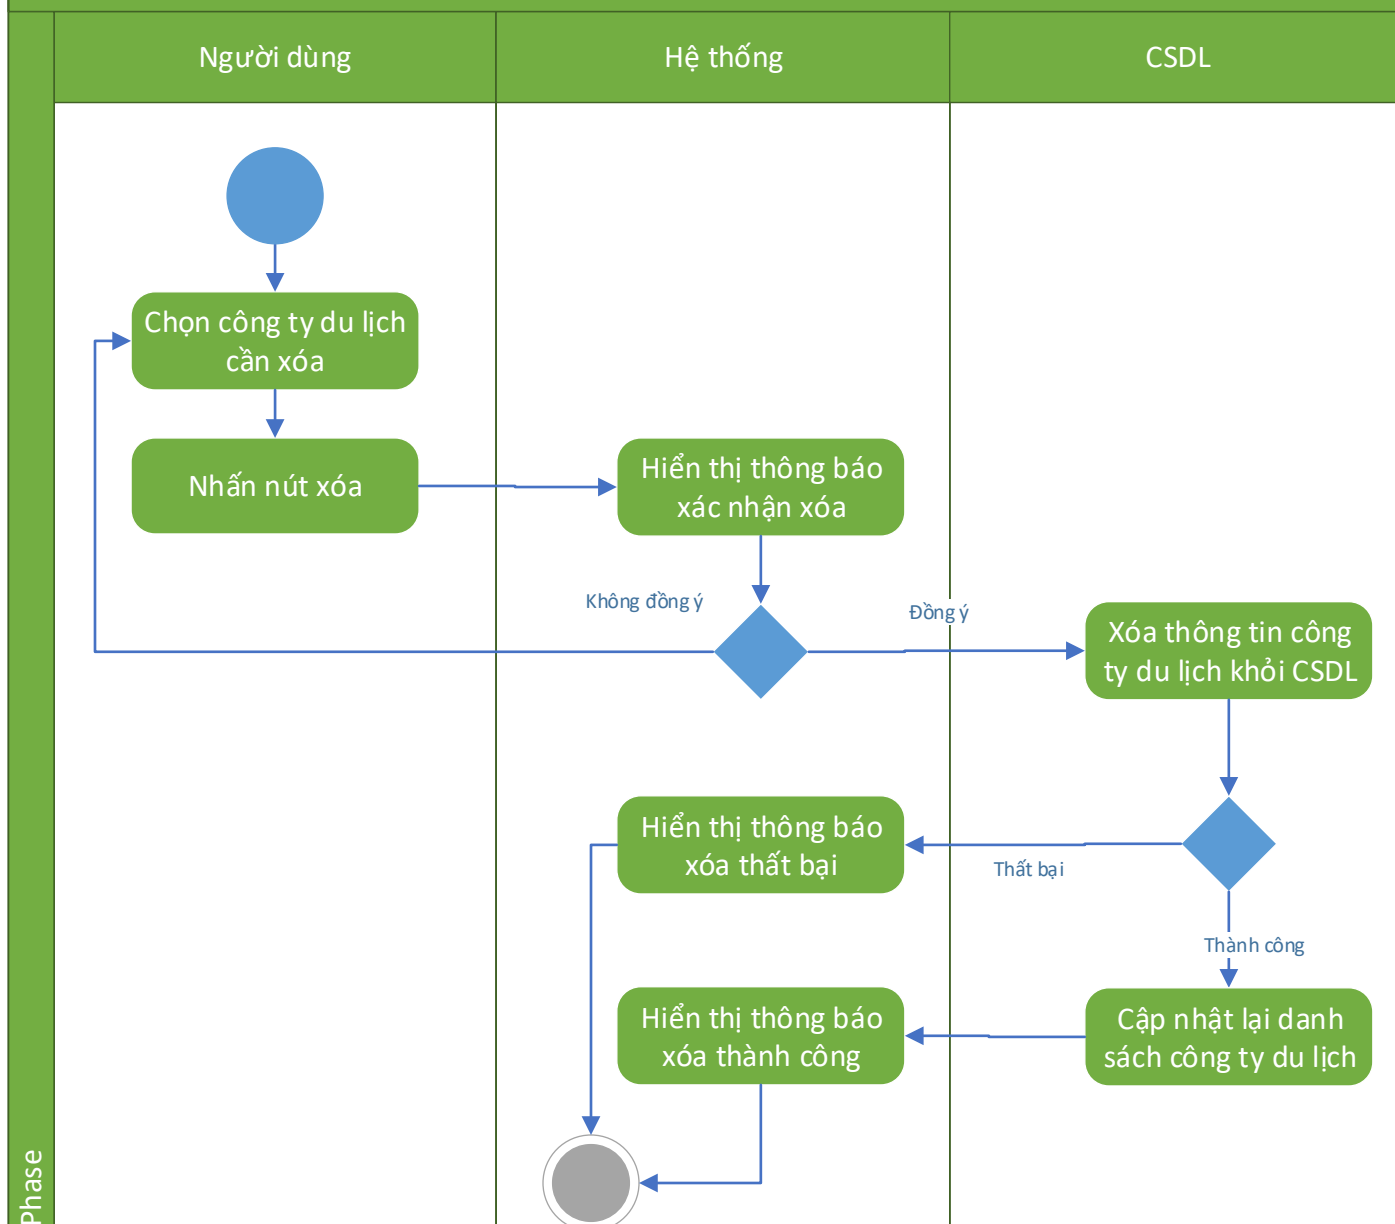 Người dùng
Hệ thống
CSDL
Chọn công ty du lịch
cần xóa
Nhấn nút xóa
Hiển thị thông báo
xác nhận xóa
Không đồng ý
Đồng ý
Xóa thông tin công
ty du lịch khỏi CSDL
Hiển thị thông báo
xóa thất bại
Thất bại
Thành công
Hiển thị thông báo
xóa thành công
Cập nhật lại danh
sách công ty du lịch
Phase